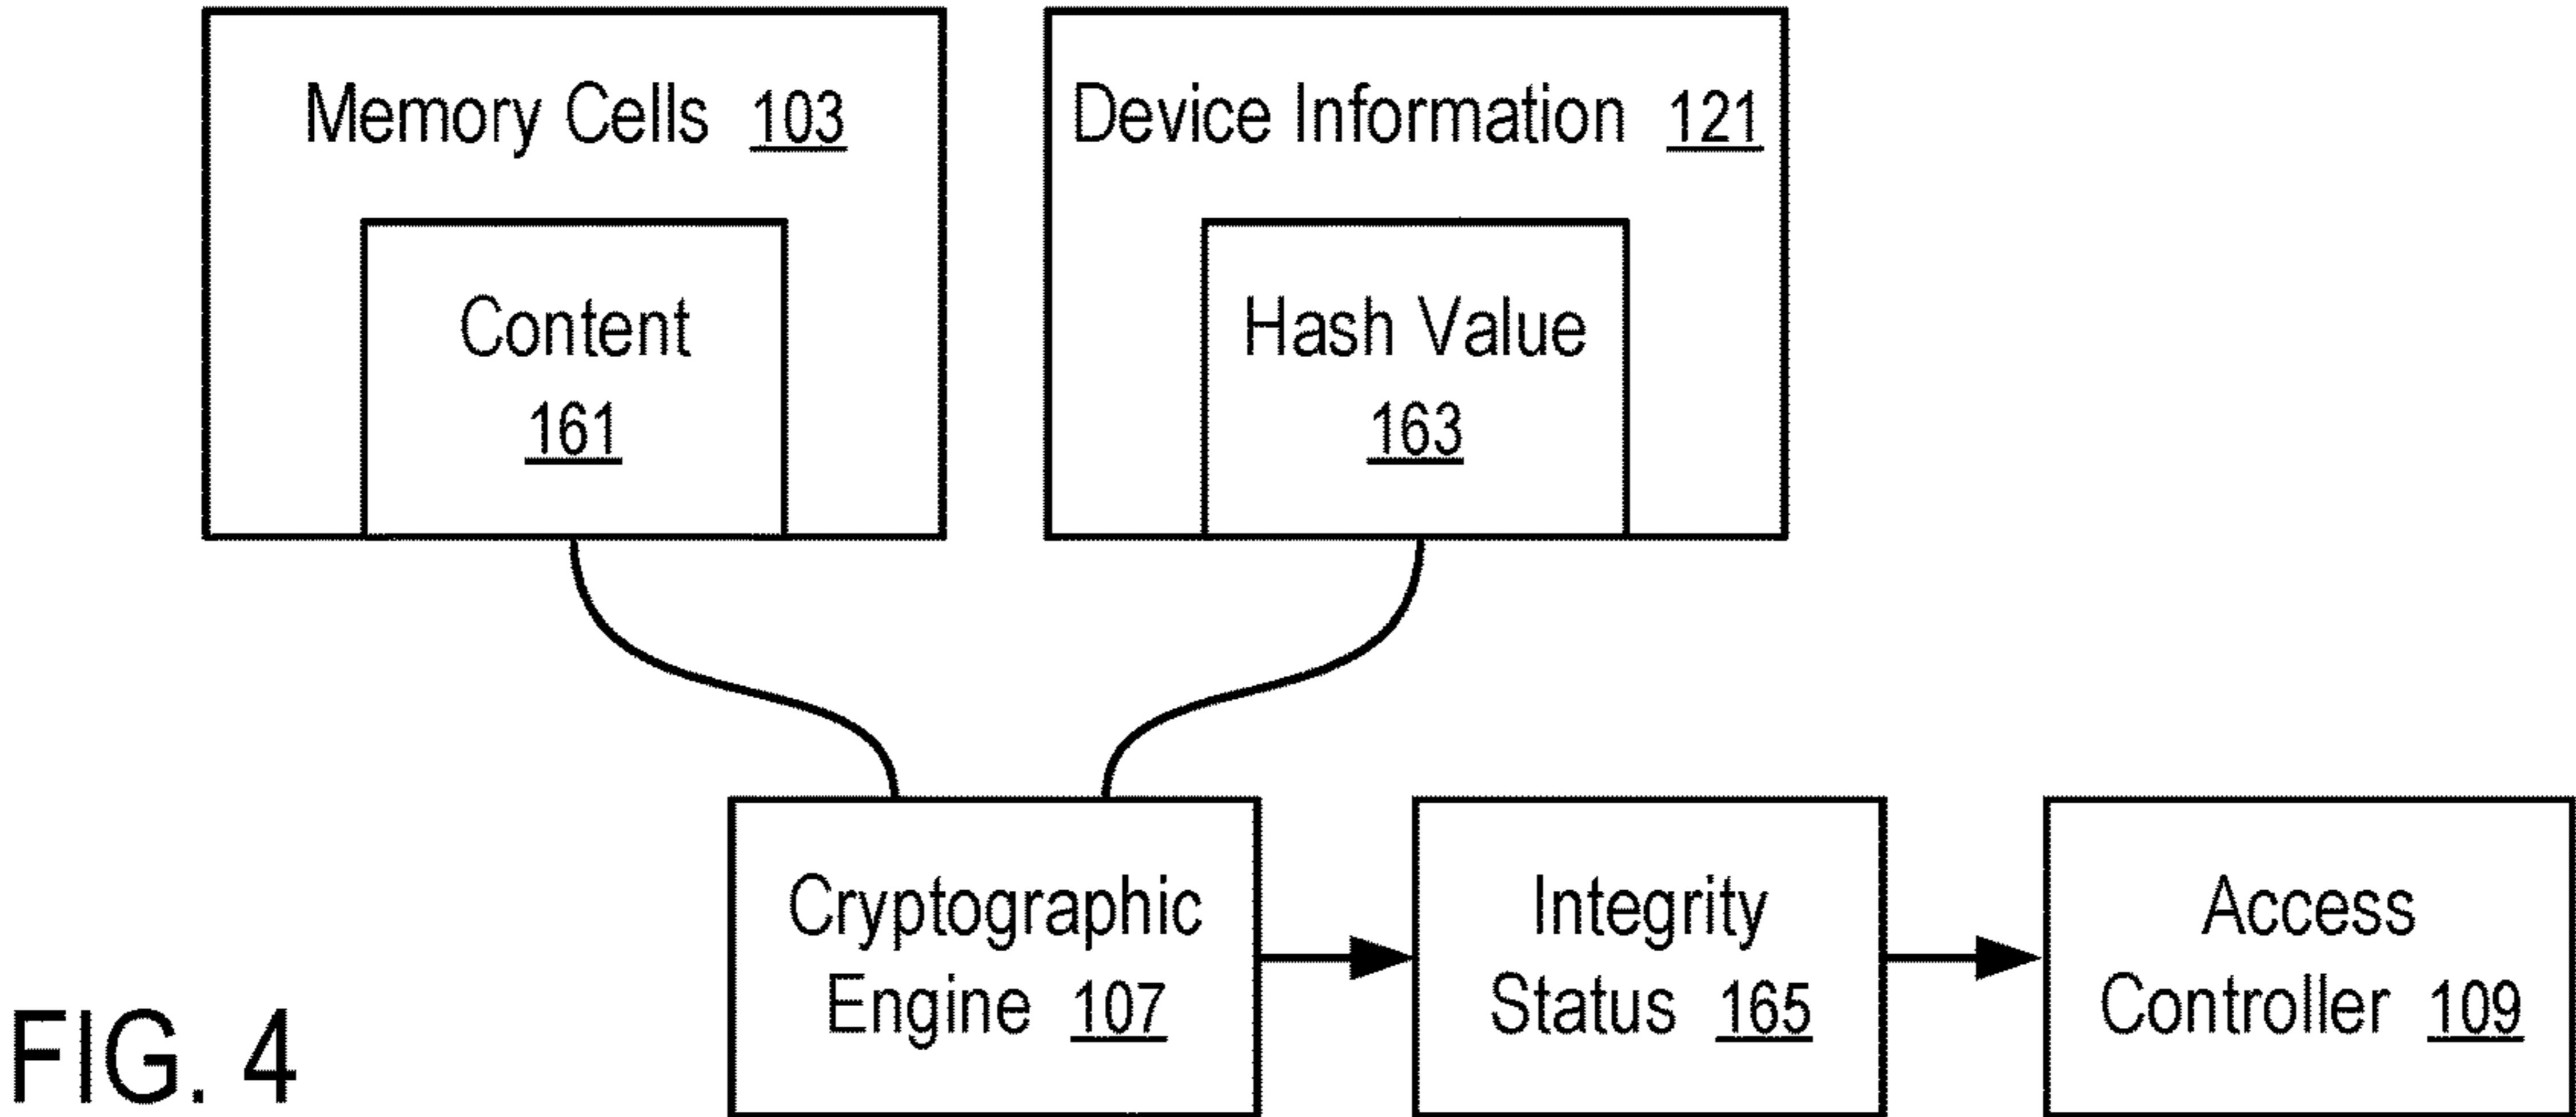 Memory Cells 103
Content
161
Device Information 121
Hash Value
163
Cryptographic
Engine 107
Integrity
Status 165
Access
Controller 109
FIG. 4